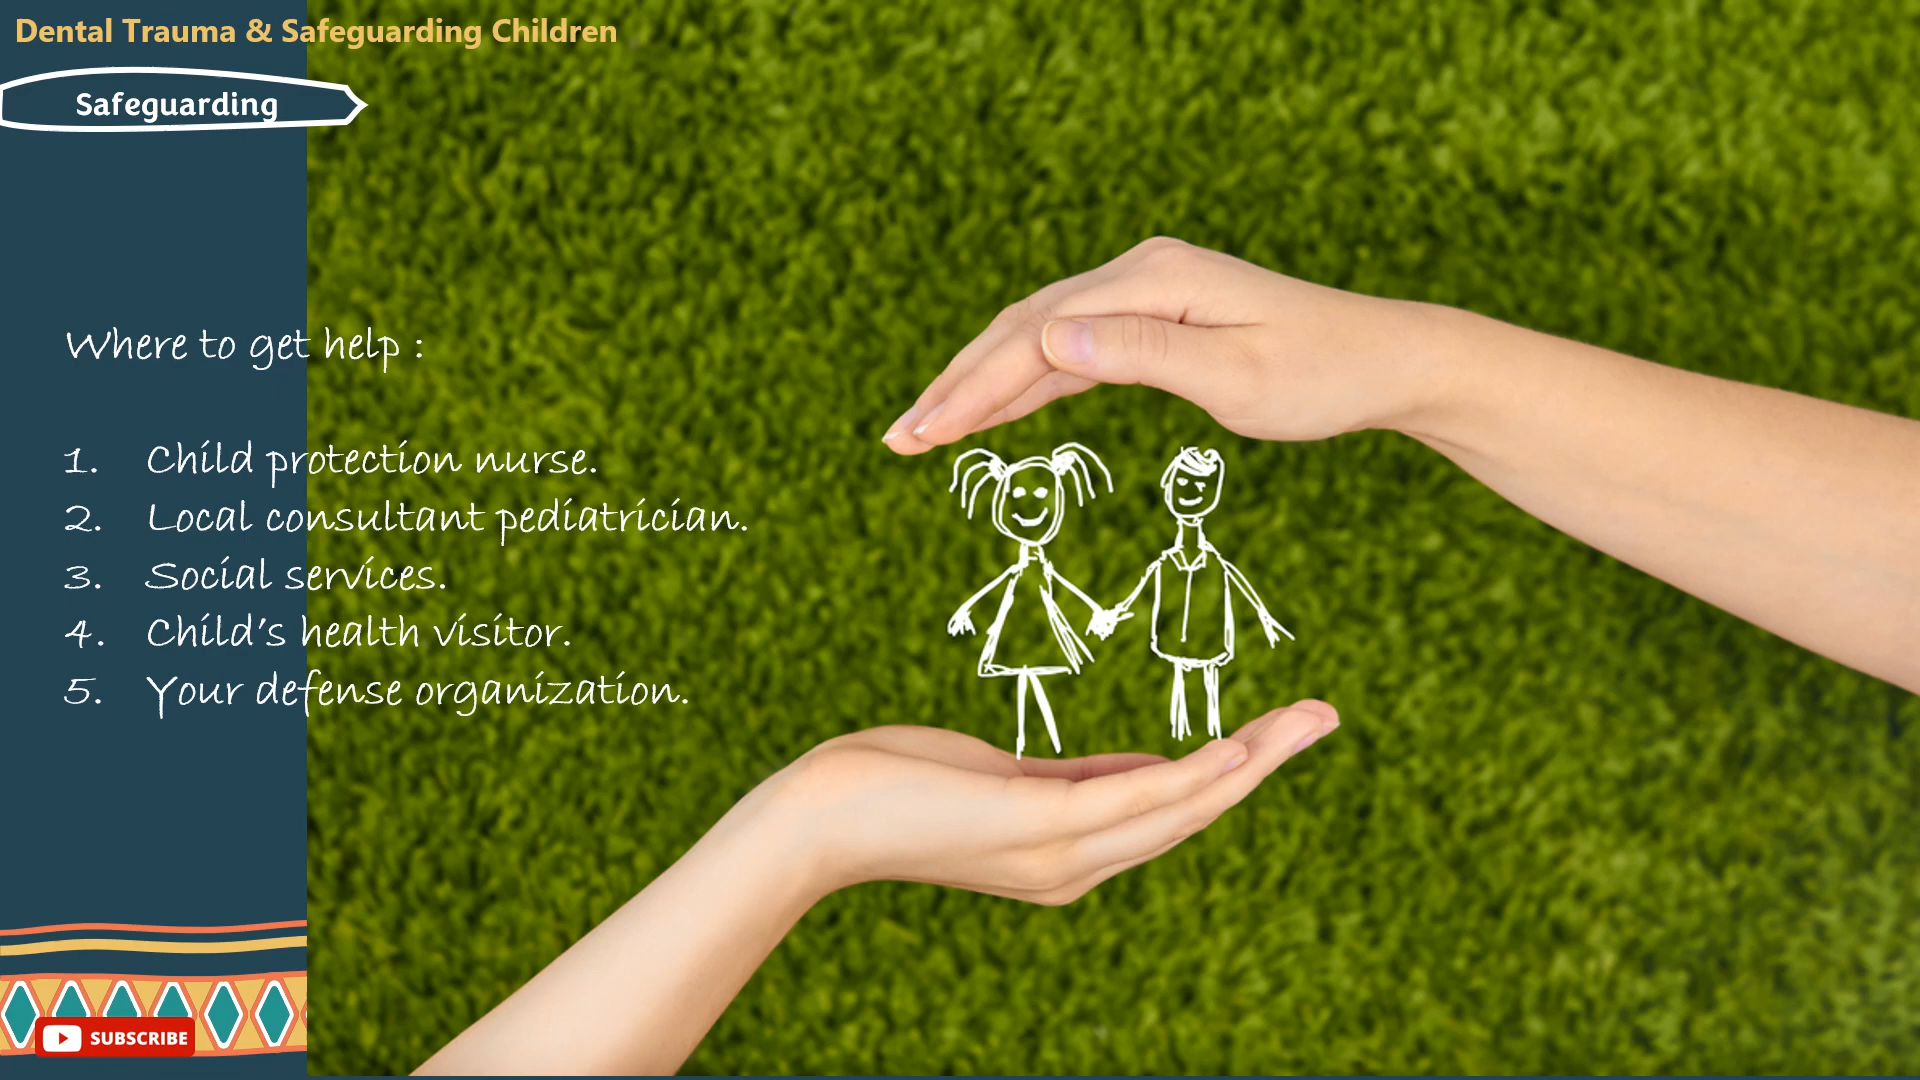 Dental Trauma & Safeguarding Children
Safeguarding
Where to get help :
1. Child protection nurse.
2. Local consultant pediatrician.
3. Social services.
4. Child's health visitor.
5. Your defense organization.
SUBSCRIBE